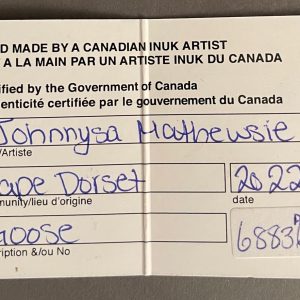 D MADE BY A CANADIAN INUK ARTIST
À LA MAIN PAR UN ARTISTE INUK DU CANADA
ified by the Government of Canada
enticité certifiée par le gouvernement du Canada
Johnnysa Mathewsie
/Artiste
ape Dorset 2022
munity/lieu d'origine date
Goose 6883
ription &/ou No